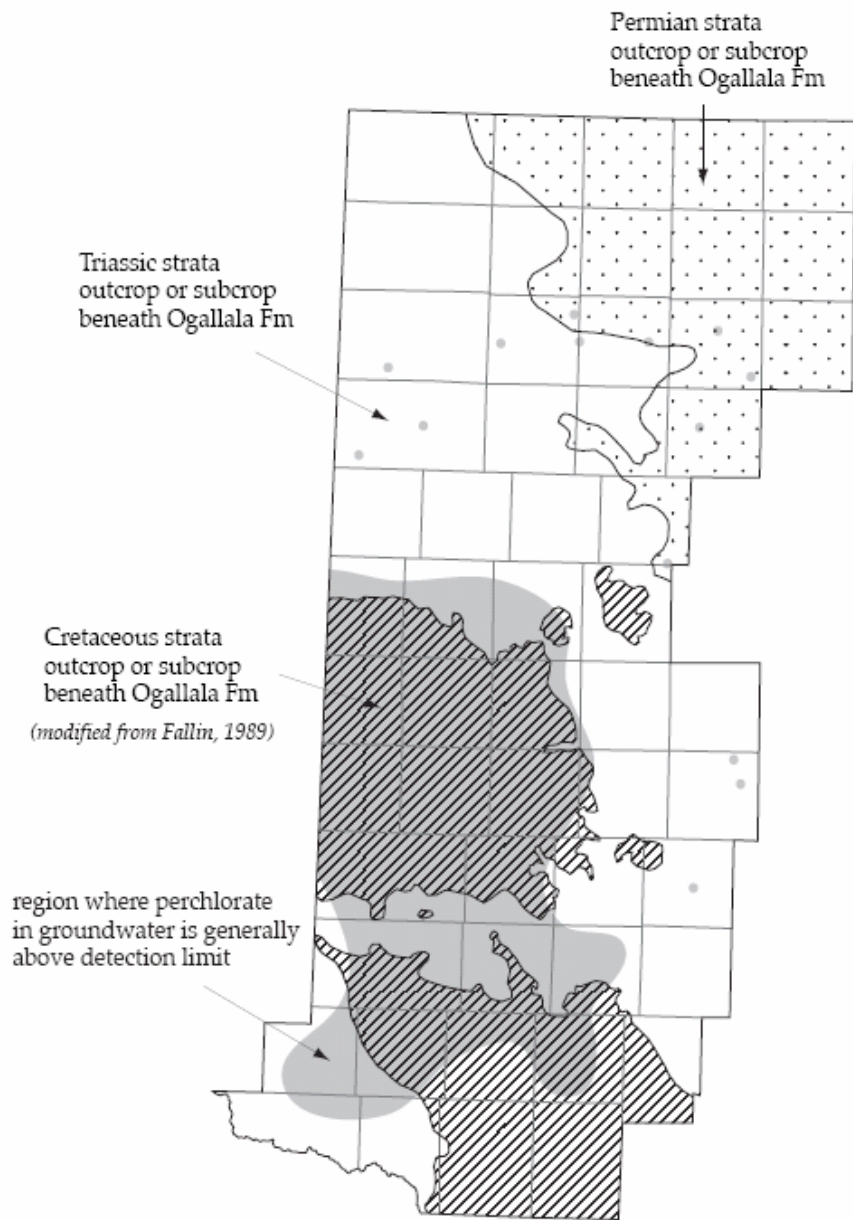 Permian strata
outcrop or subcrop
beneath Ogallala Fm
Triassic strata
outcrop or subcrop
beneath Ogallala Fm
Cretaceous strata
outcrop or subcrop
beneath Ogallala Fm
(modified from Fallin, 1989)
region where perchlorate
in groundwater is generally
above detection limit